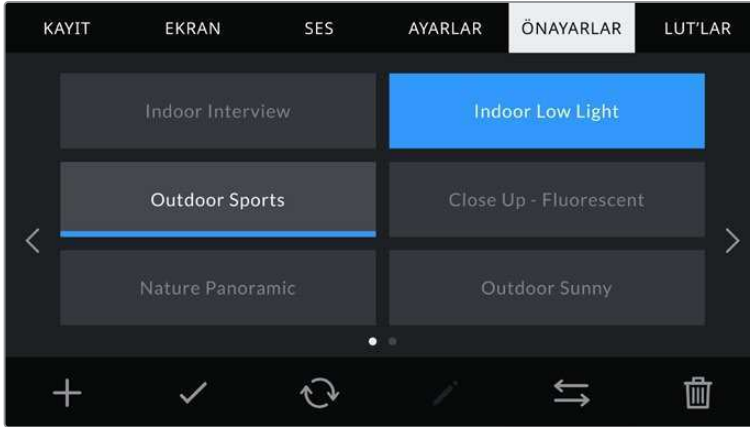 KAYIT EKRAN SES AYARLAR ÖNAYARLAR LUT'LAR
Indoor Interview Indoor Low Light
Outdoor Sports Close Up - Fluorescent
Nature Panoramic Outdoor Sunny